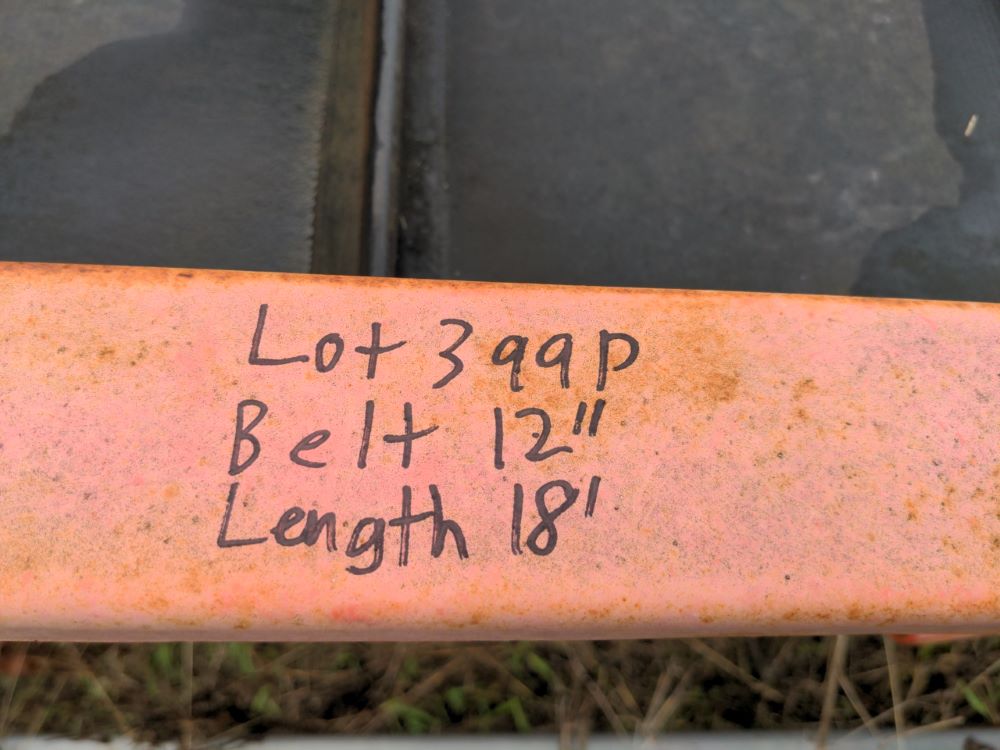 Lot 399P
Belt 12"
Length 18'